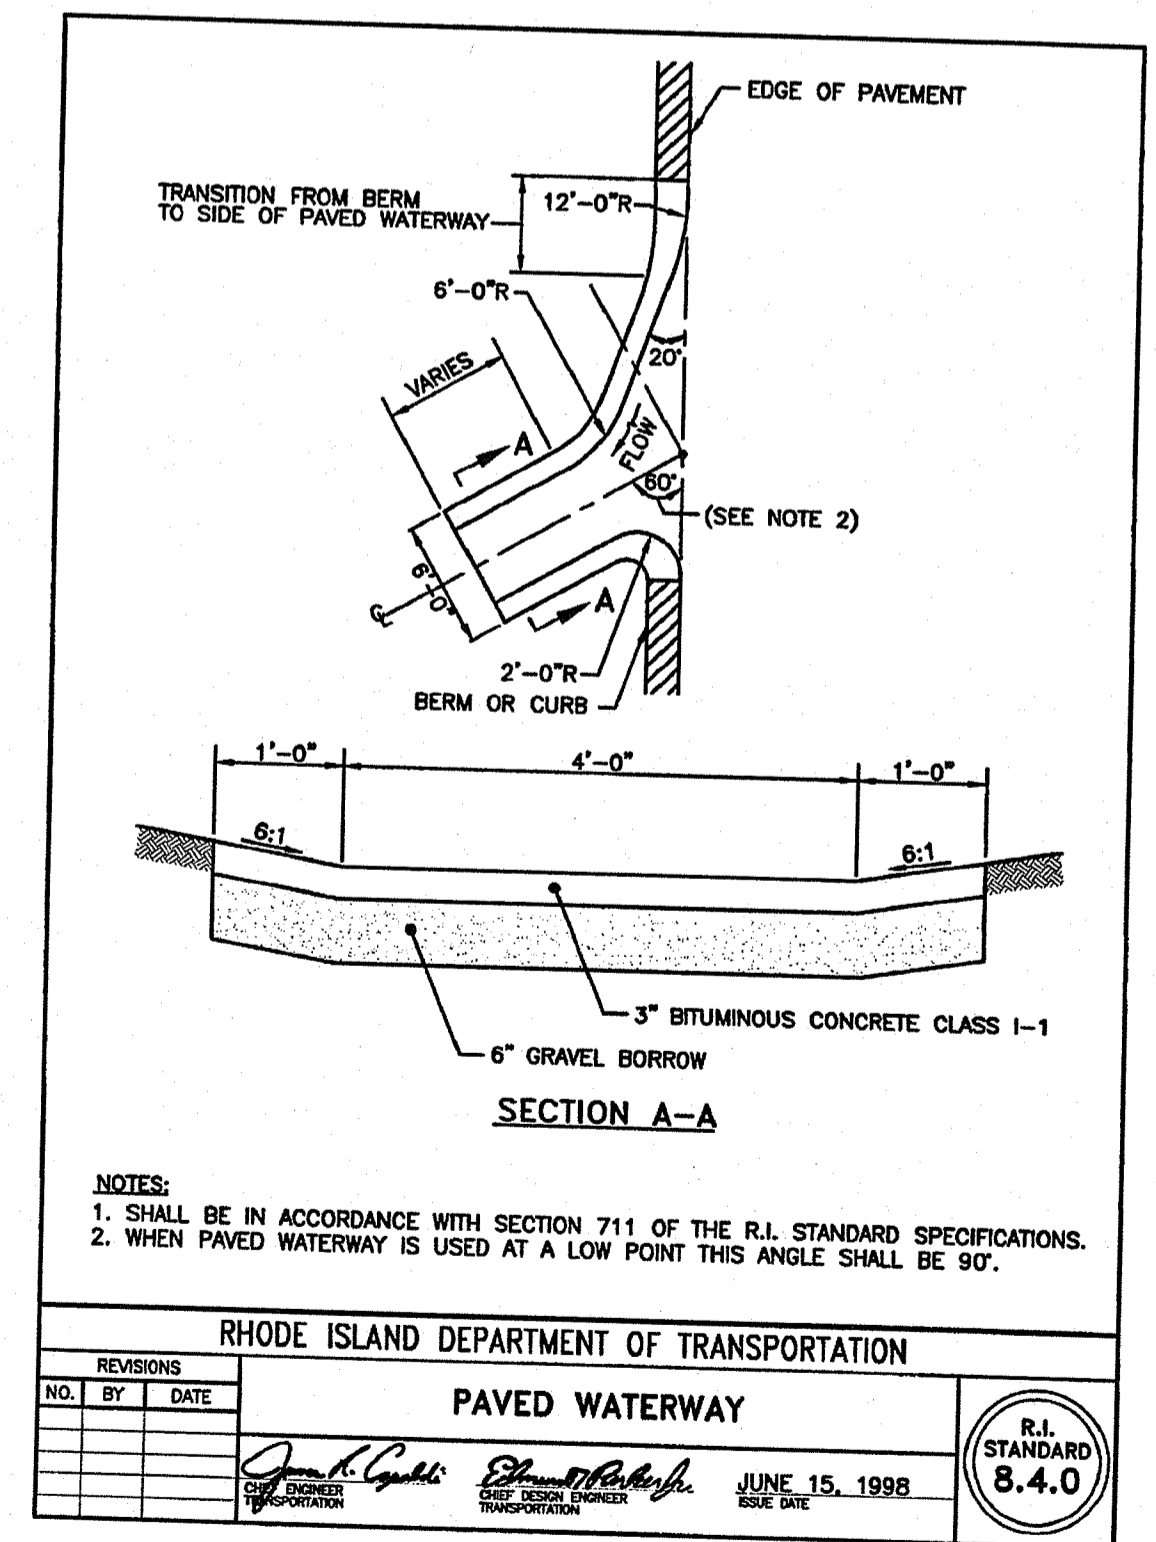 EDGE OF PAVEMENT
TRANSITION FROM BERM
TO SIDE OF PAVED WATERWAY
12'-0"R
6'-0"R
20°
VARIES
A
FLOW
60°
(SEE NOTE 2)
6'-0"
℄
A
2'-0"R
BERM OR CURB
1'-0"
4'-0"
1'-0"
6:1
6:1
3" BITUMINOUS CONCRETE CLASS I-1
6" GRAVEL BORROW
SECTION A-A
NOTES:
1. SHALL BE IN ACCORDANCE WITH SECTION 711 OF THE R.I. STANDARD SPECIFICATIONS.
2. WHEN PAVED WATERWAY IS USED AT A LOW POINT THIS ANGLE SHALL BE 90°.
RHODE ISLAND DEPARTMENT OF TRANSPORTATION
REVISIONS
NO. BY DATE
PAVED WATERWAY
CHIEF ENGINEER
TRANSPORTATION
CHIEF DESIGN ENGINEER
TRANSPORTATION
JUNE 15, 1998
ISSUE DATE
R.I.
STANDARD
8.4.0